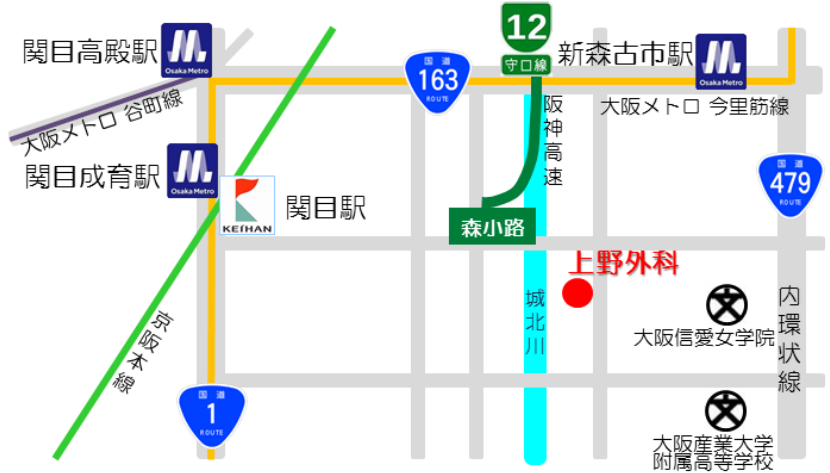 関目高殿駅
Osaka Metro
大阪メトロ 谷町線
関目成育駅
Osaka Metro
KEIHAN
関目駅
京阪本線
国道
1
ROUTE
国道
163
ROUTE
12
守口線
阪神高速
森小路
新森古市駅
Osaka Metro
大阪メトロ 今里筋線
国道
479
ROUTE
上野外科
城北川
大阪信愛女学院
内環状線
大阪産業大学
附属高等学校